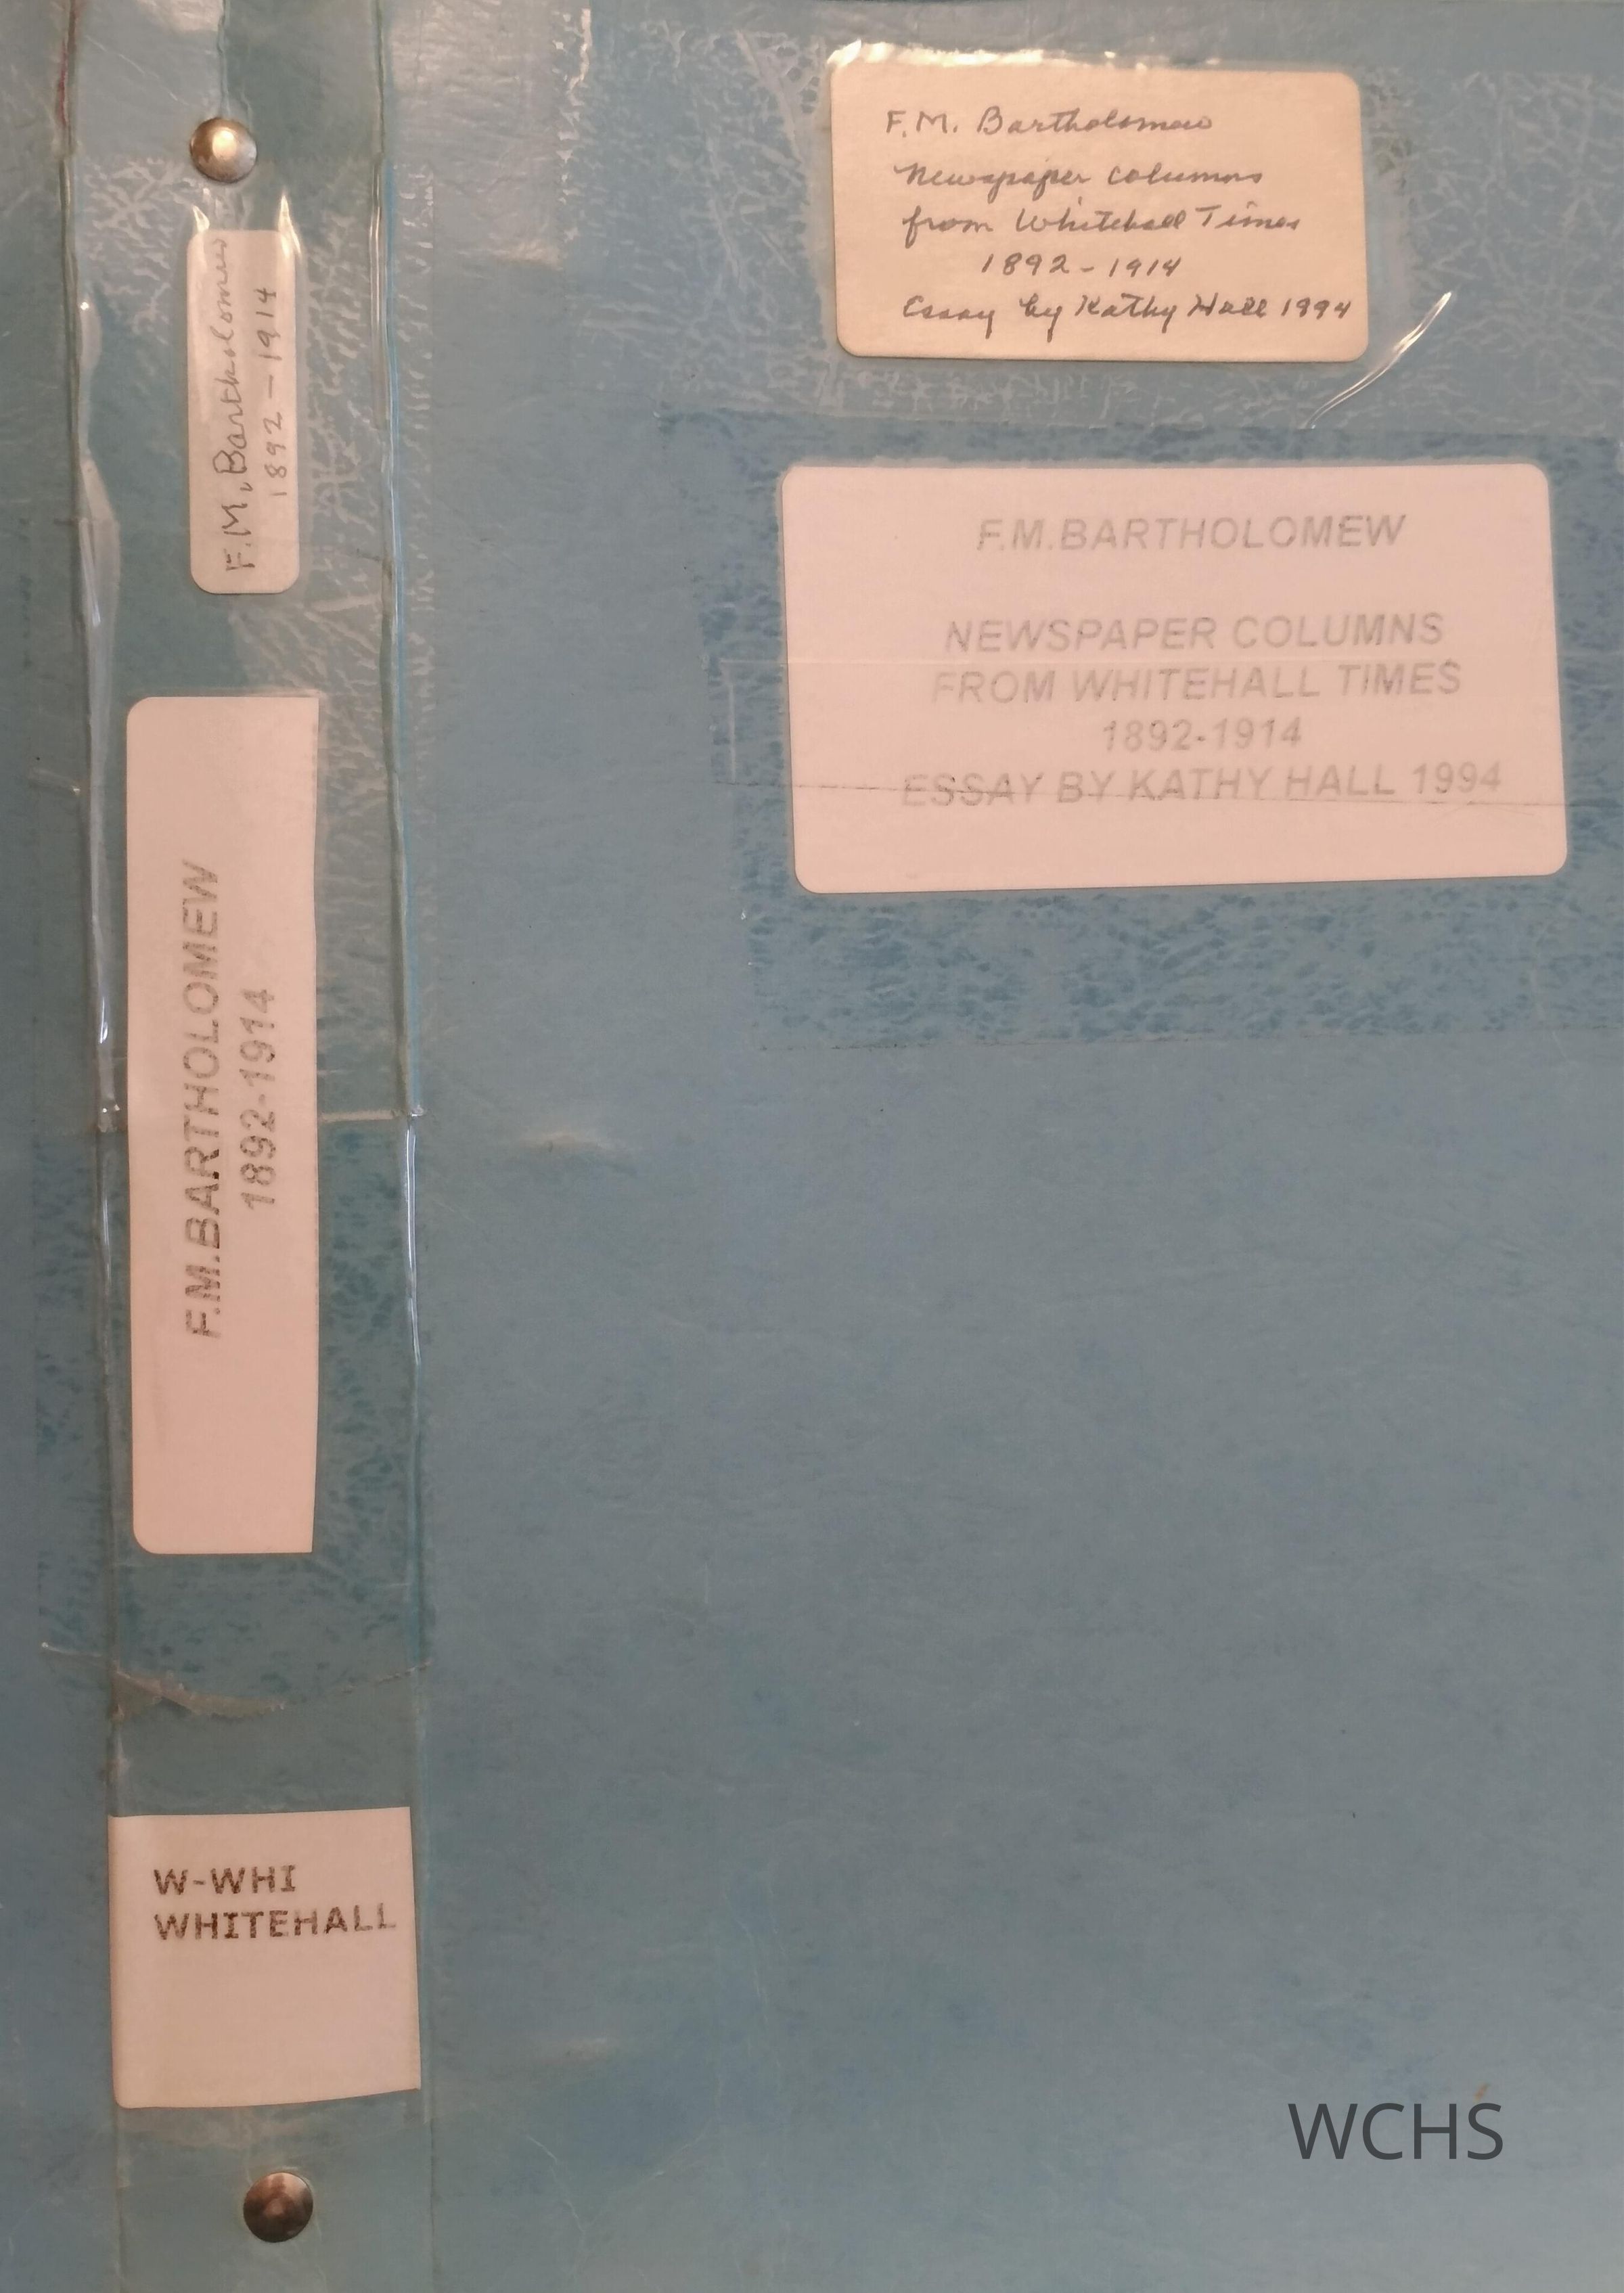 F.M. Bartholomew
1892-1914
F.M.BARTHOLOMEW
1892-1914
W-WHI
WHITEHALL
F.M. Bartholomew
Newspaper columns
from Whitehall Times
1892-1914
Essay by Kathy Hall 1994
F.M.BARTHOLOMEW
NEWSPAPER COLUMNS
FROM WHITEHALL TIMES
1892-1914
ESSAY BY KATHY HALL 1994
WCHS